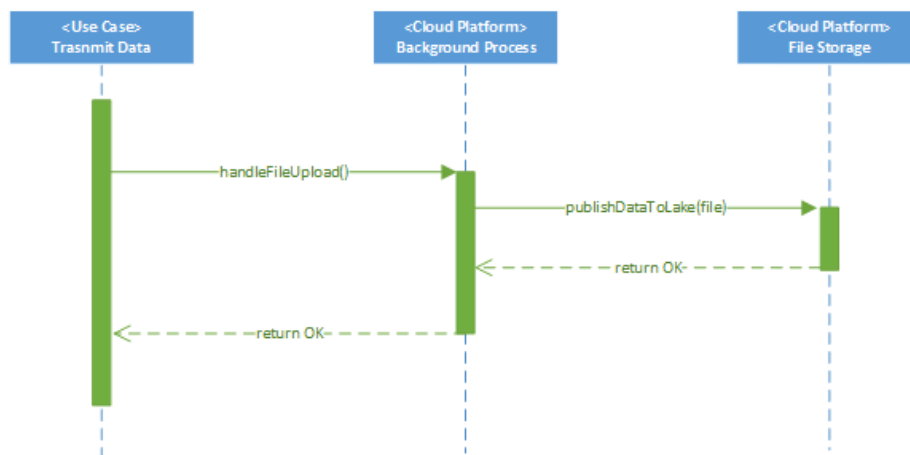 <Use Case>
Trasnmit Data
<Cloud Platform>
Background Process
<Cloud Platform>
File Storage
handleFileUpload()
publishDataToLake(file)
return OK
return OK